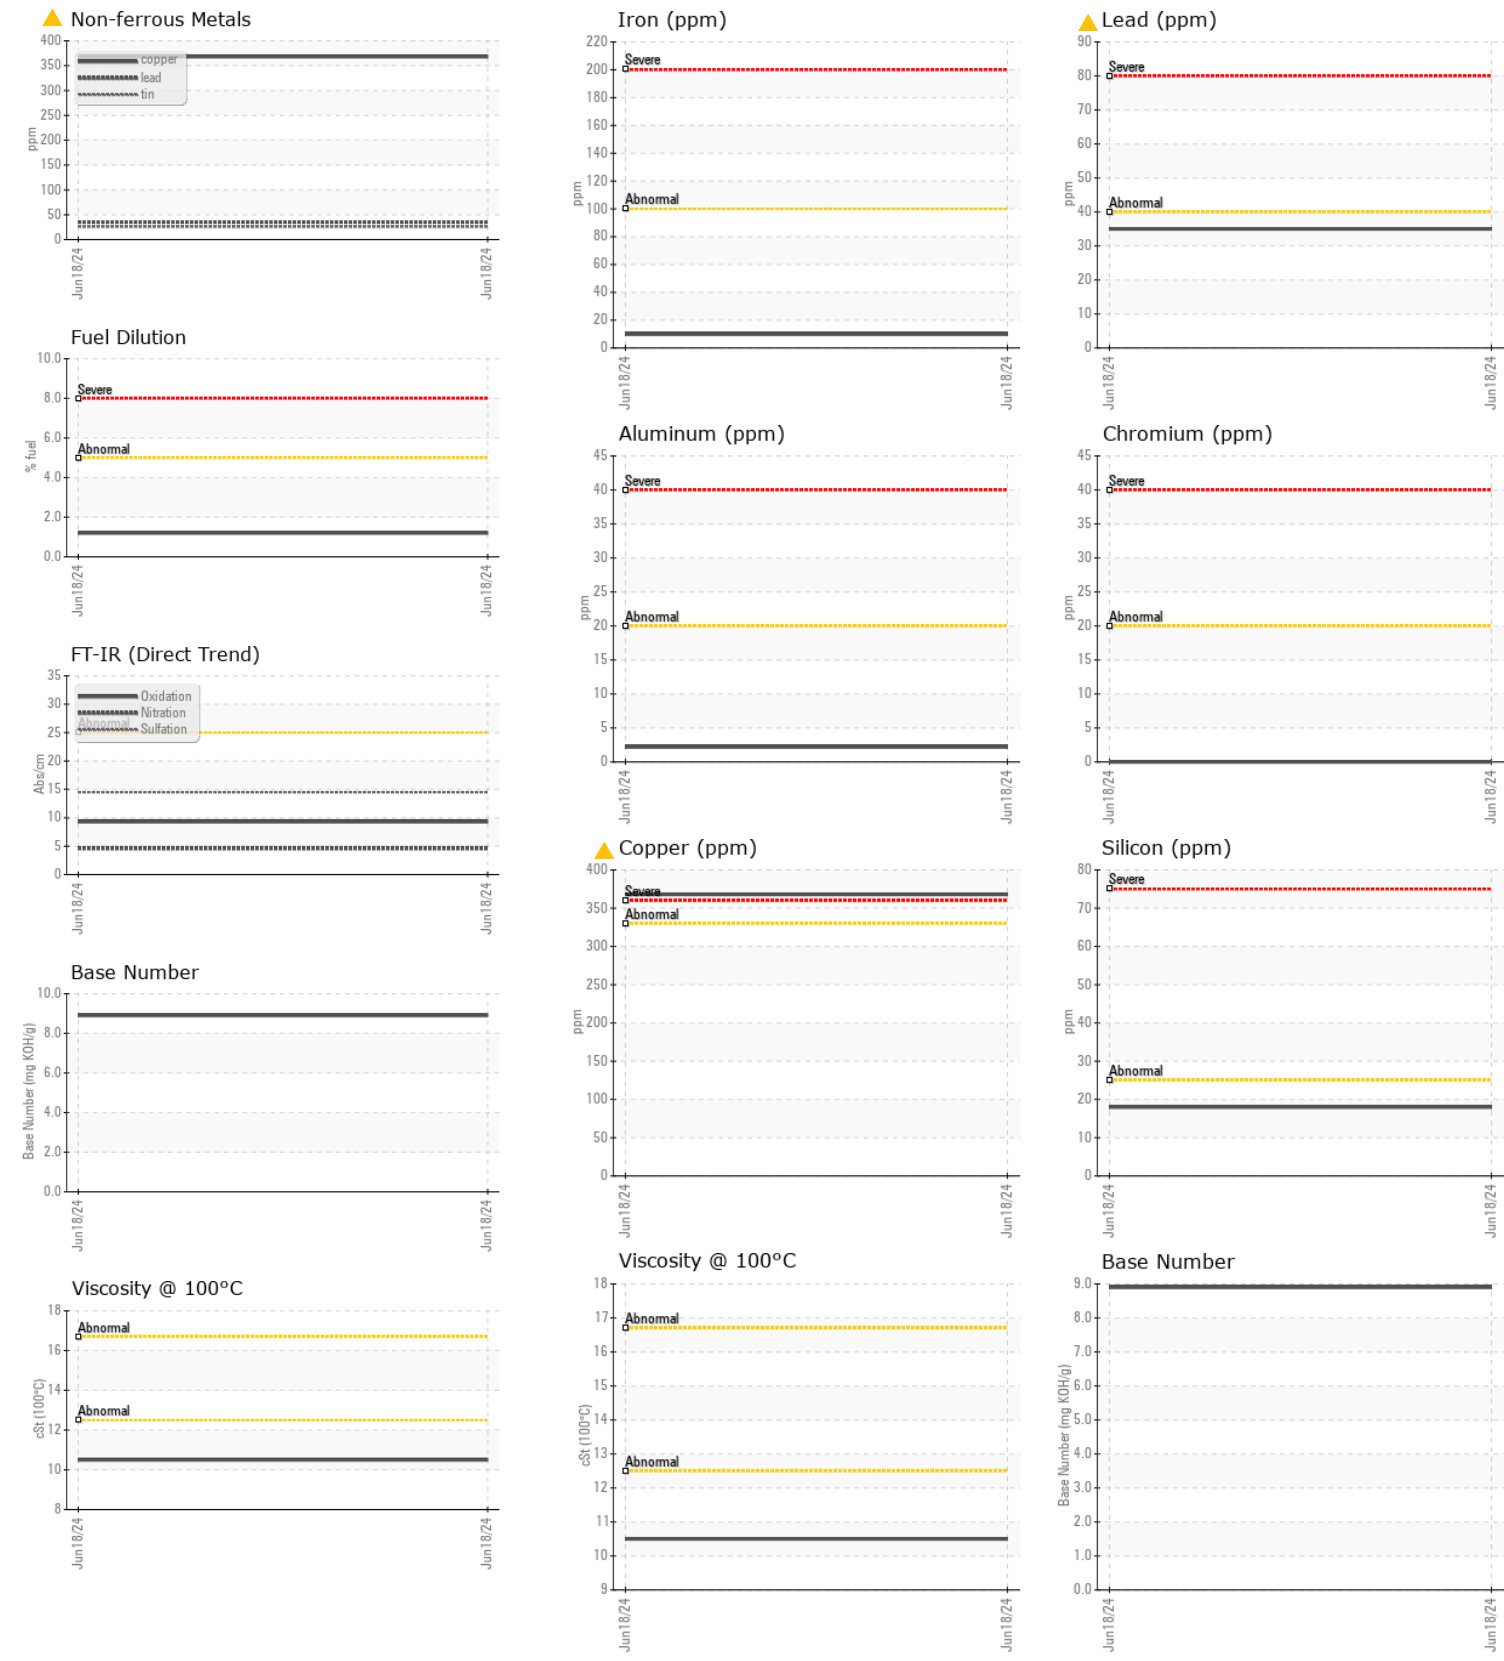 Non-ferrous Metals
400
350
300
250
200
150
100
50
0
ppm
copper
lead
tin
Jun18/24
Jun18/24
Fuel Dilution
10.0
8.0
6.0
4.0
2.0
0.0
% fuel
Severe
Abnormal
Jun18/24
Jun18/24
FT-IR (Direct Trend)
35
30
25
20
15
10
5
0
Abs/cm
Oxidation
Nitration
Abnormal
Sulfation
Jun18/24
Jun18/24
Base Number
10.0
8.0
6.0
4.0
2.0
0.0
Base Number (mg KOH/g)
Jun18/24
Jun18/24
Viscosity @ 100°C
18
16
14
12
10
8
cSt (100°C)
Abnormal
Abnormal
Jun18/24
Jun18/24
Iron (ppm)
220
200
180
160
140
120
100
80
60
40
20
0
ppm
Severe
Abnormal
Jun18/24
Jun18/24
Aluminum (ppm)
45
40
35
30
25
20
15
10
5
0
ppm
Severe
Abnormal
Jun18/24
Jun18/24
Copper (ppm)
400
350
300
250
200
150
100
50
0
ppm
Severe
Abnormal
Jun18/24
Jun18/24
Viscosity @ 100°C
18
17
16
15
14
13
12
11
10
9
cSt (100°C)
Abnormal
Abnormal
Jun18/24
Jun18/24
Lead (ppm)
90
80
70
60
50
40
30
20
10
0
ppm
Severe
Abnormal
Jun18/24
Jun18/24
Chromium (ppm)
45
40
35
30
25
20
15
10
5
0
ppm
Severe
Abnormal
Jun18/24
Jun18/24
Silicon (ppm)
80
70
60
50
40
30
20
10
0
ppm
Severe
Abnormal
Jun18/24
Jun18/24
Base Number
9.0
8.0
7.0
6.0
5.0
4.0
3.0
2.0
1.0
0.0
Base Number (mg KOH/g)
Jun18/24
Jun18/24